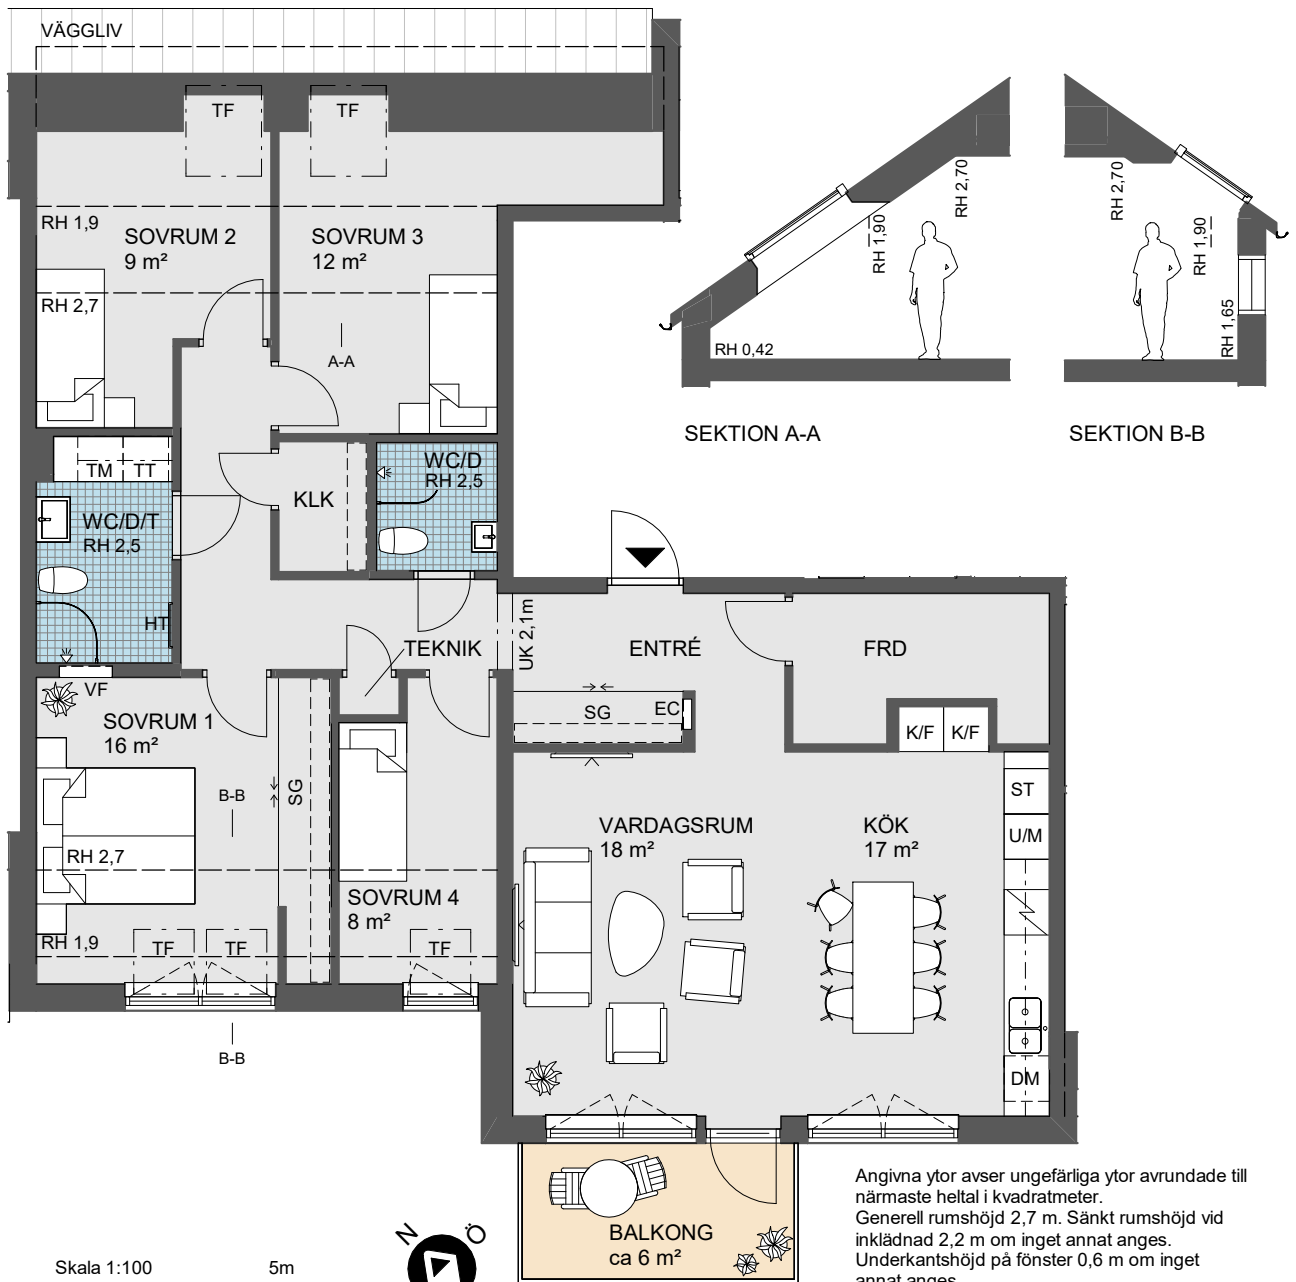 VÄGGLIV
TF
TF
RH 1,9
SOVRUM 2
9 m²
SOVRUM 3
12 m²
RH 2,7
A-A
RH 2,70
RH 1,90
RH 0,42
SEKTION A-A
RH 2,70
RH 1,90
RH 1,65
SEKTION B-B
TM
TT
WC/D/T
RH 2,5
HT
KLK
WC/D
RH 2,5
TEKNIK
UK 2,1m
ENTRÉ
FRD
VF
SOVRUM 1
16 m²
SG
EC
K/F
K/F
B-B
SG
RH 2,7
RH 1,9
TF
TF
B-B
SOVRUM 4
8 m²
TF
VARDAGSRUM
18 m²
KÖK
17 m²
ST
U/M
DM
BALKONG
ca 6 m²
N
Ö
Skala 1:100
5m
Angivna ytor avser ungefärliga ytor avrundade till
närmaste heltal i kvadratmeter.
Generell rumshöjd 2,7 m. Sänkt rumshöjd vid
inklädnad 2,2 m om inget annat anges.
Underkantshöjd på fönster 0,6 m om inget
annat anges